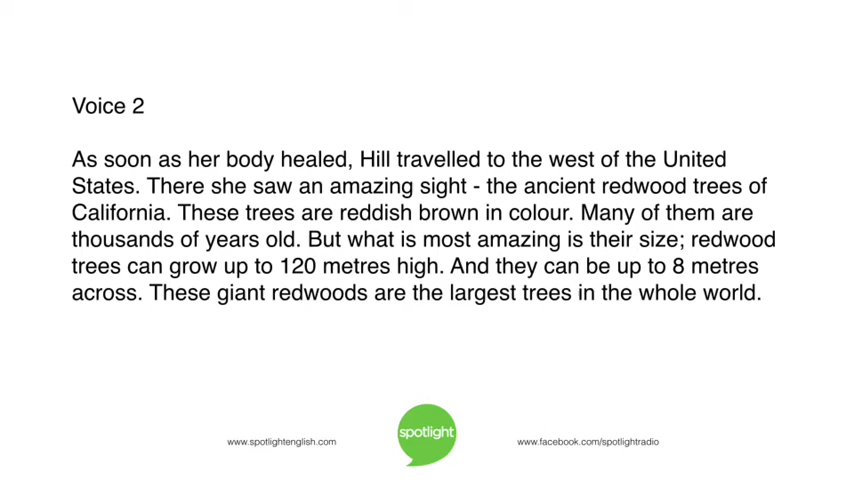 Voice 2
As soon as her body healed, Hill travelled to the west of the United
States. There she saw an amazing sight - the ancient redwood trees of
California. These trees are reddish brown in colour. Many of them are
thousands of years old. But what is most amazing is their size; redwood
trees can grow up to 120 metres high. And they can be up to 8 metres
across. These giant redwoods are the largest trees in the whole world.
www.spotlightenglish.com
spotlight
www.facebook.com/spotlightradio